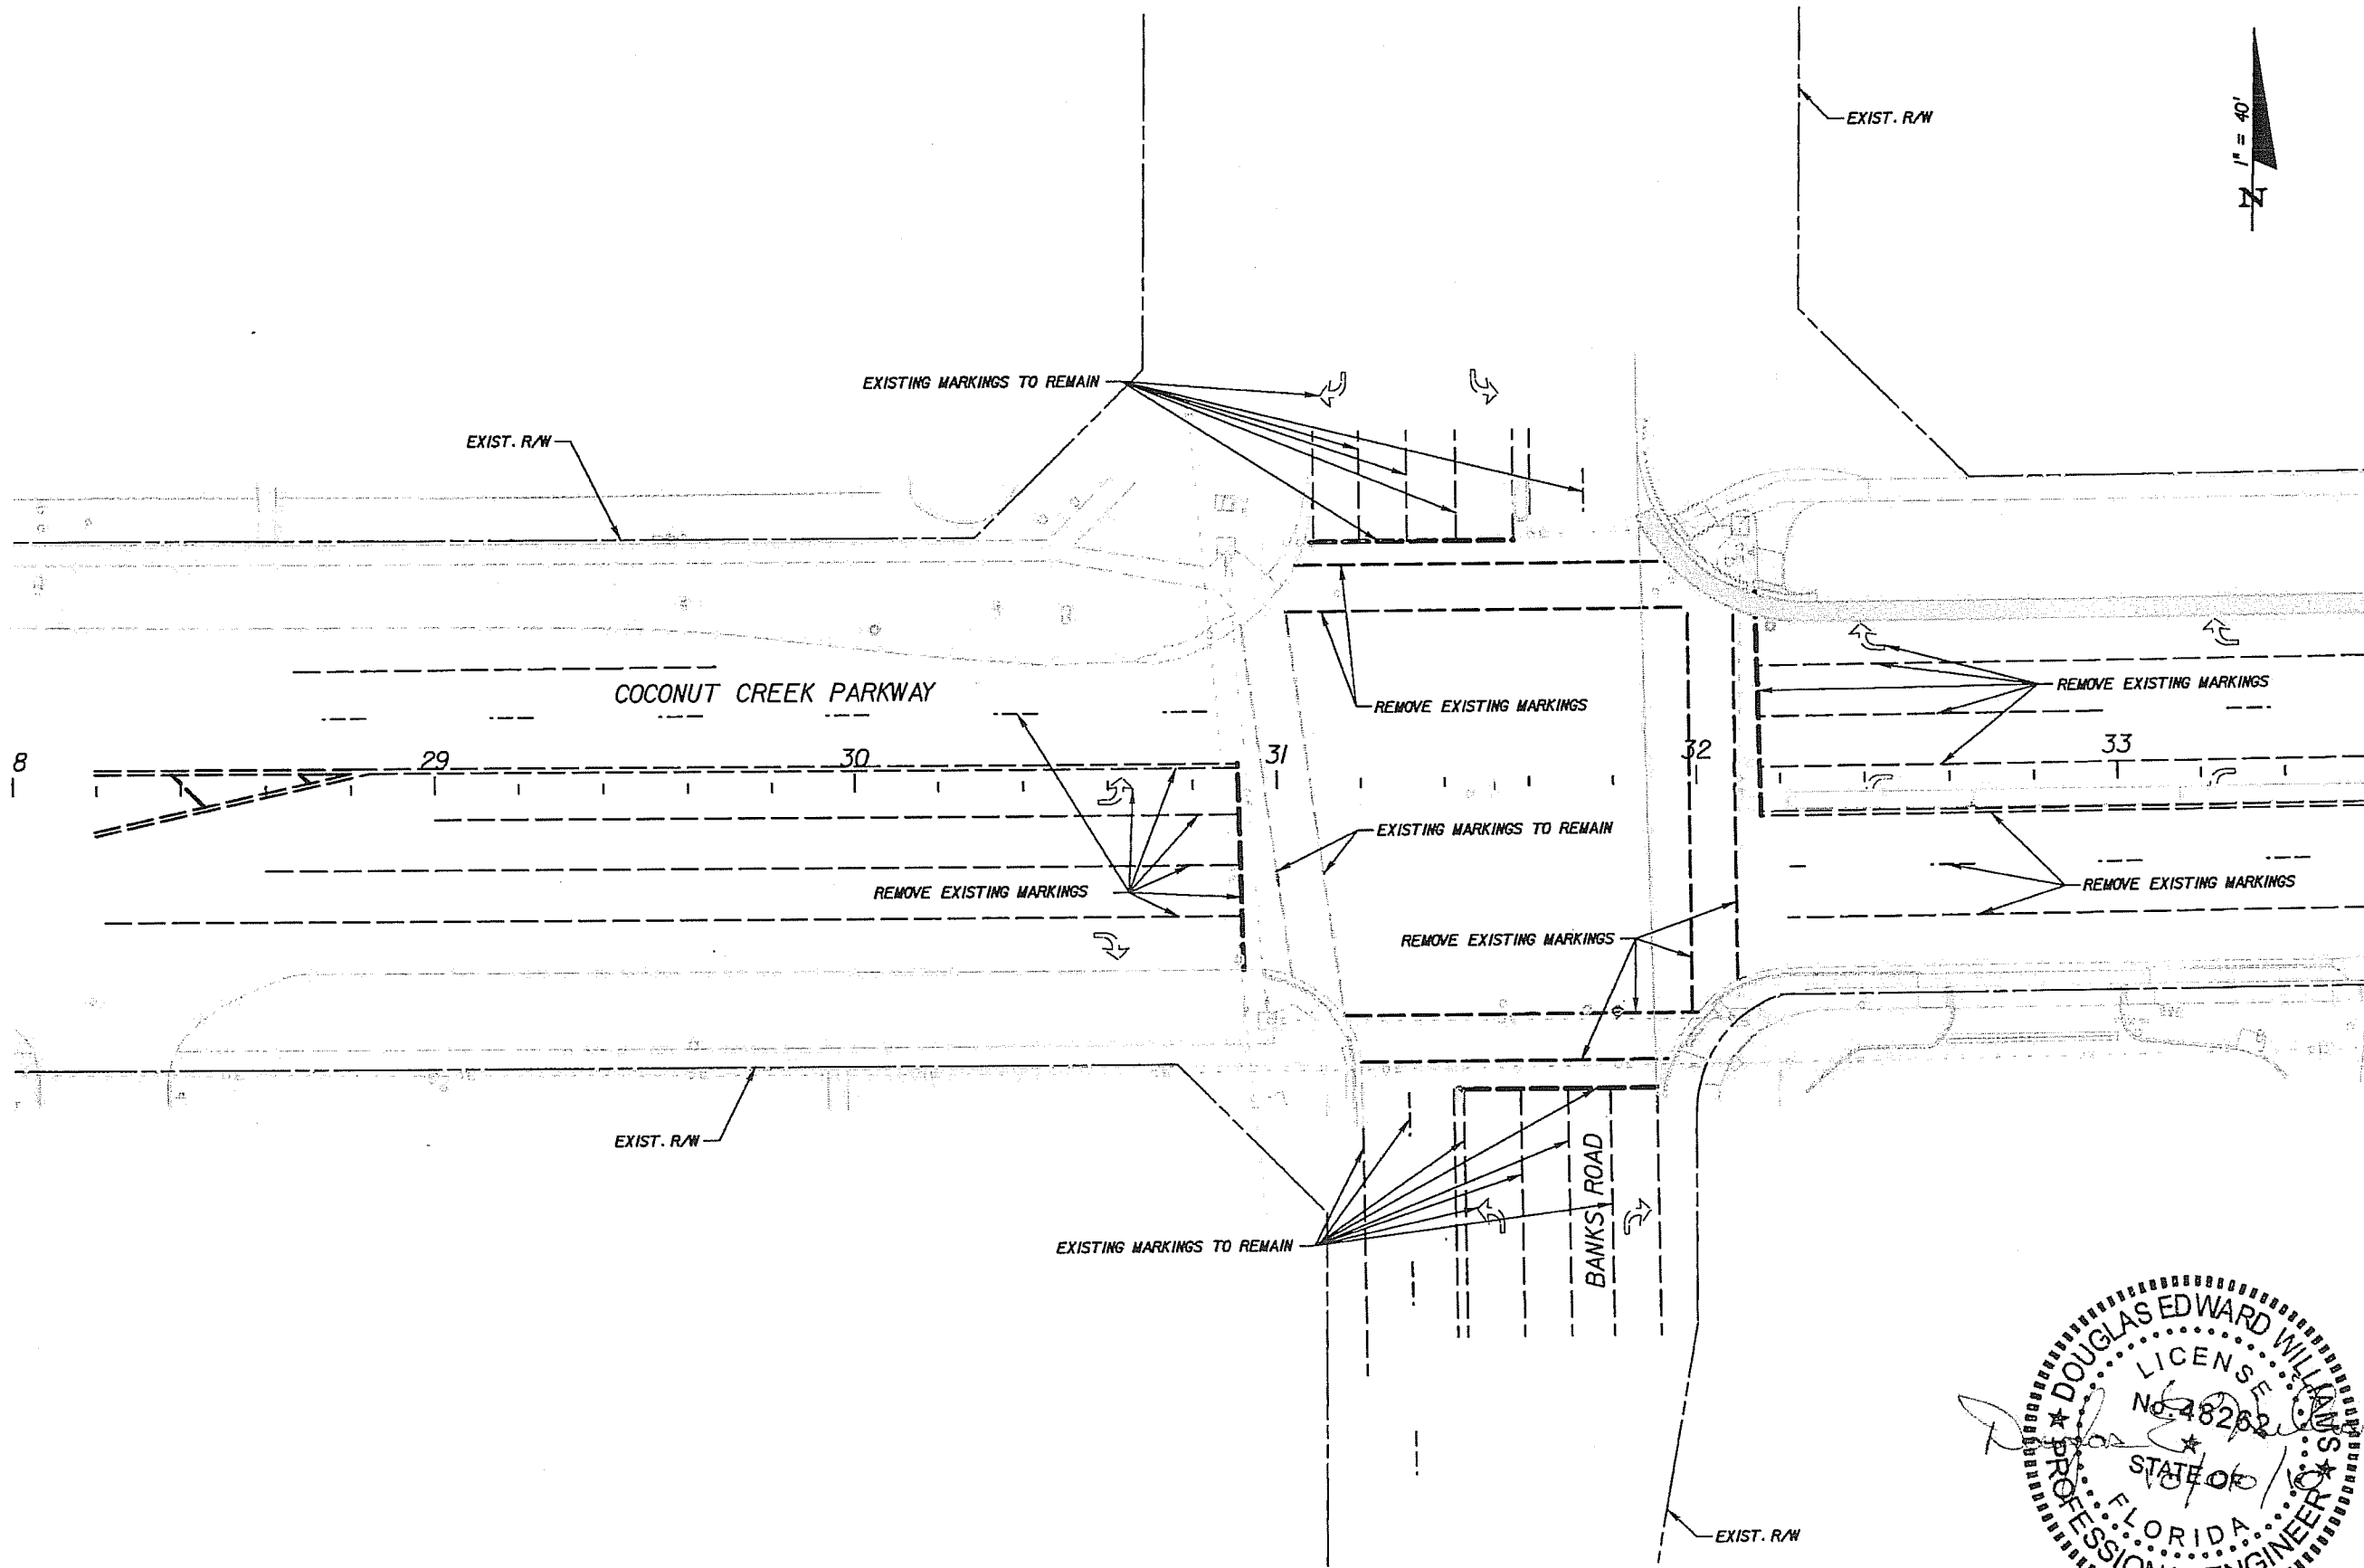 EXIST. R/W
1" = 40'
N
EXISTING MARKINGS TO REMAIN
EXIST. R/W
COCONUT CREEK PARKWAY
REMOVE EXISTING MARKINGS
REMOVE EXISTING MARKINGS
8
29
30
31
32
33
EXISTING MARKINGS TO REMAIN
REMOVE EXISTING MARKINGS
REMOVE EXISTING MARKINGS
REMOVE EXISTING MARKINGS
EXIST. R/W
BANKS ROAD
EXISTING MARKINGS TO REMAIN
EXIST. R/W
DOUGLAS EDWARD WILLIAMS
LICENSE
No. 48262
STATE OF
FLORIDA
PROFESSIONAL ENGINEER